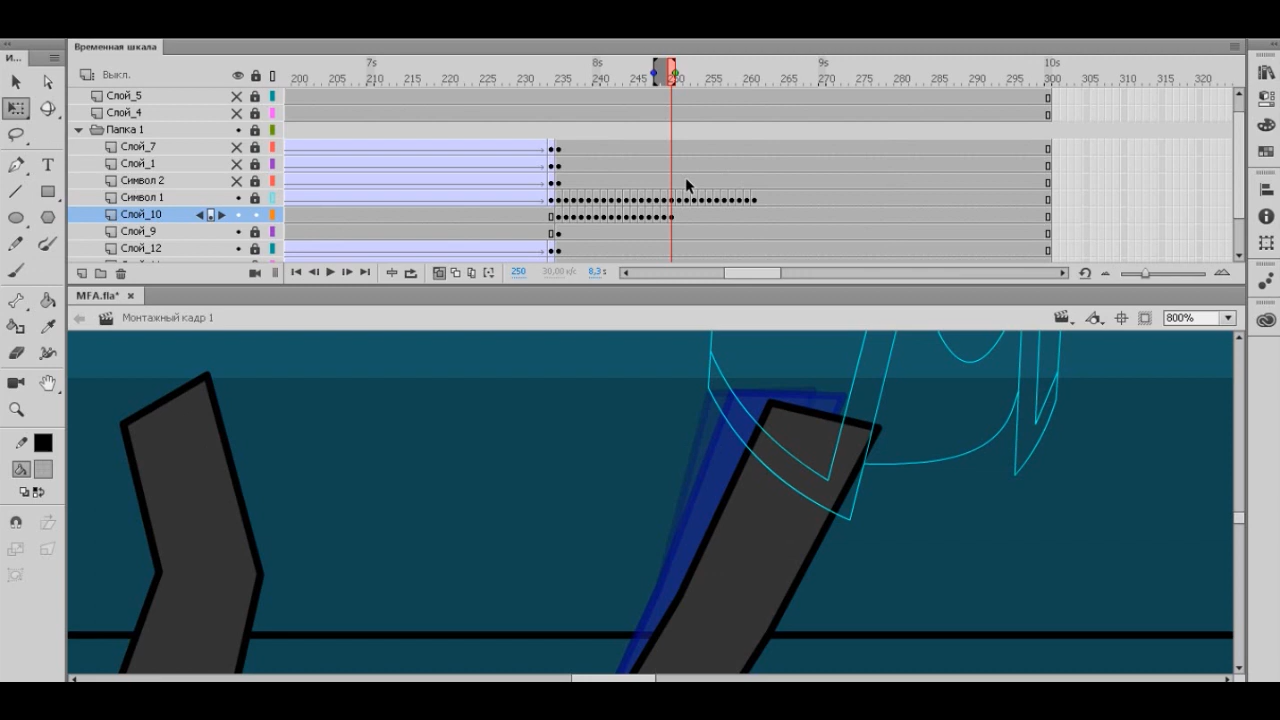 Временная шкала
И...
Выкл.
7s 8s 9s 10s
200 205 210 215 220 225 230 235 240 245 250 255 260 265 270 275 280 285 290 295 300 305 310 315 320
Слой_5
Слой_4
Папка 1
Слой_7
Слой_1
Символ 2
Символ 1
Слой_10
Слой_9
Слой_12
250 30,00 к/с 8,3 s
MFA.fla* ×
Монтажный кадр 1
800%